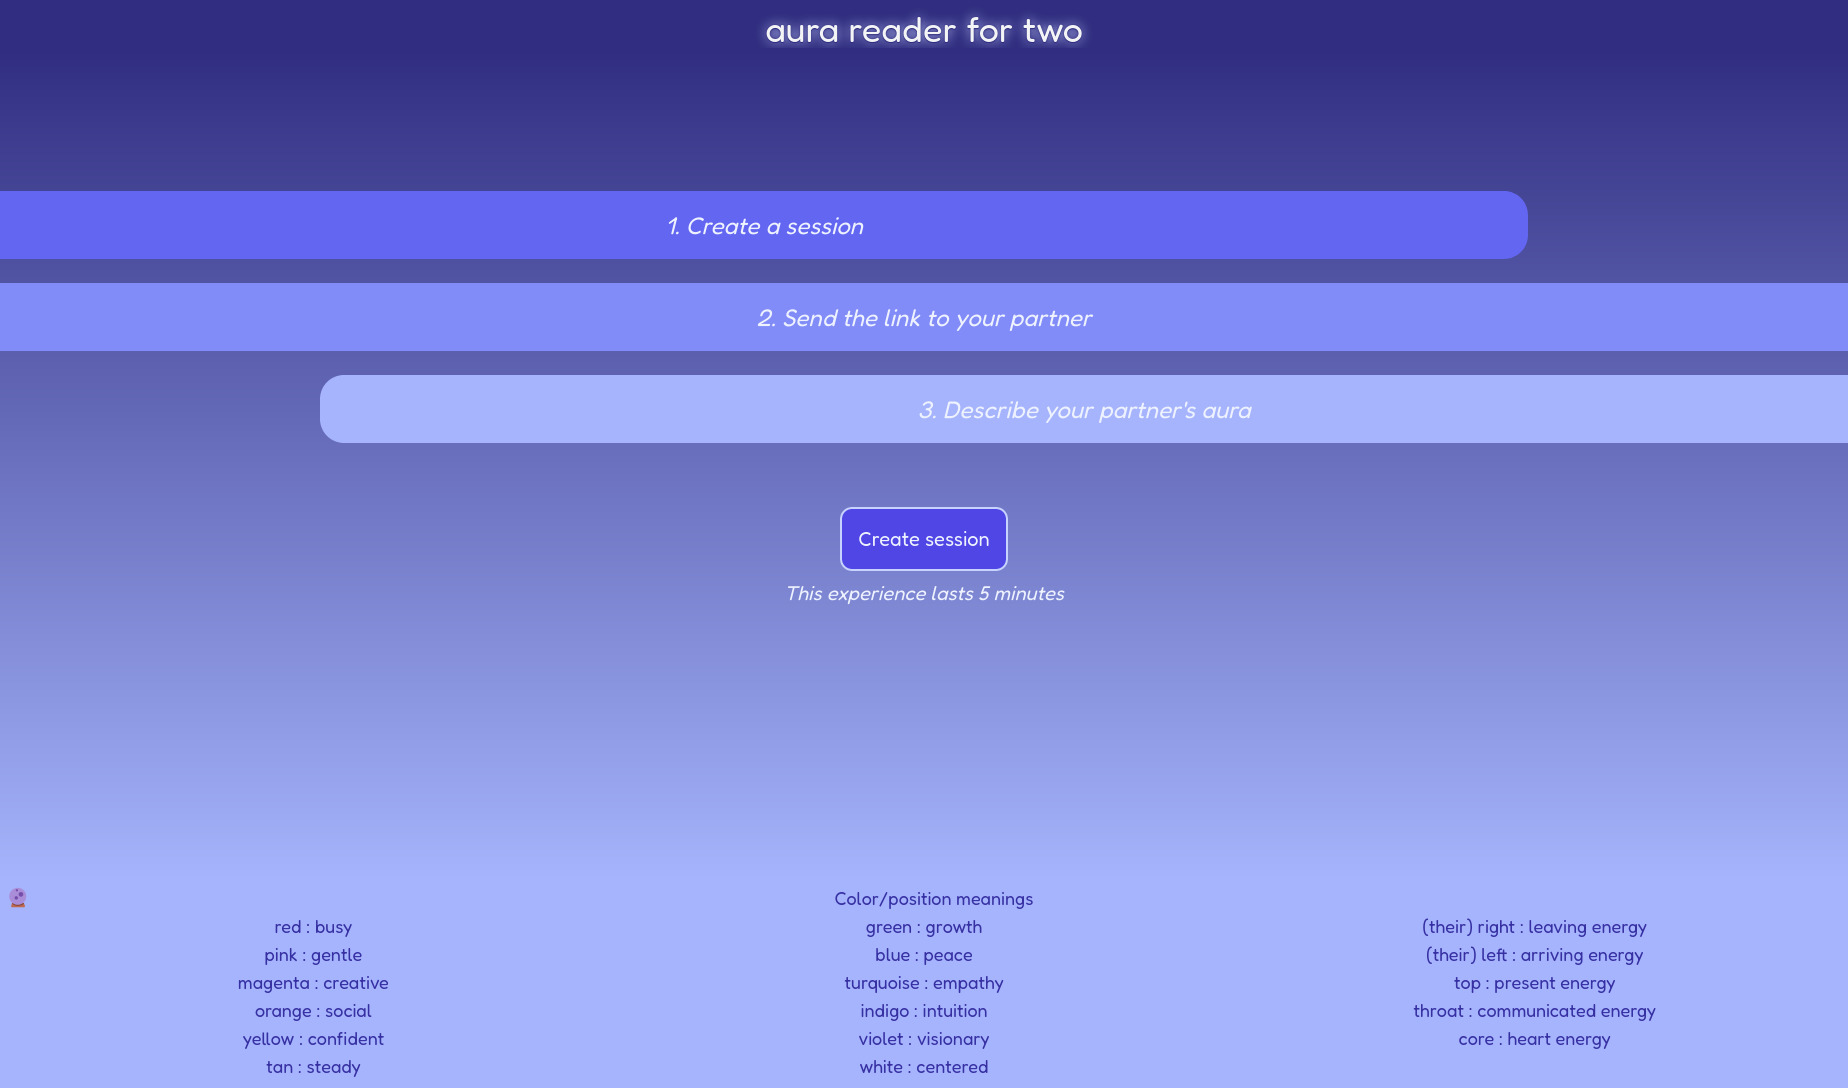 aura reader for two
1. Create a session
2. Send the link to your partner
3. Describe your partner's aura
Create session
This experience lasts 5 minutes
Color/position meanings
red : busy
pink : gentle
magenta : creative
orange : social
yellow : confident
tan : steady
green : growth
blue : peace
turquoise : empathy
indigo : intuition
violet : visionary
white : centered
(their) right : leaving energy
(their) left : arriving energy
top : present energy
throat : communicated energy
core : heart energy